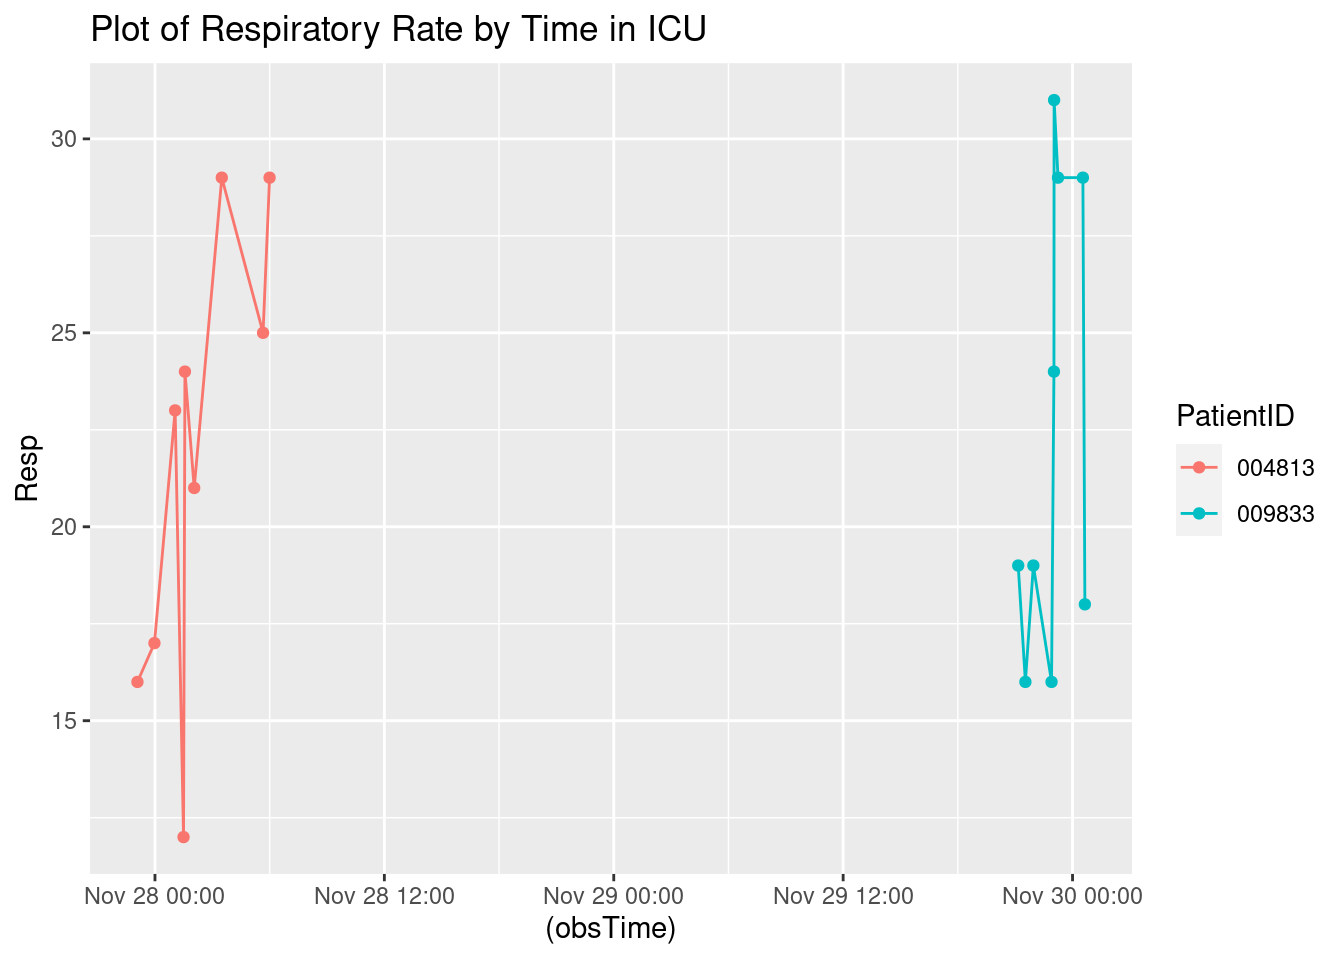 Plot of Respiratory Rate by Time in ICU
30
25
20
15
Resp
Nov 28 00:00 Nov 28 12:00 Nov 29 00:00 Nov 29 12:00 Nov 30 00:00
(obsTime)
PatientID
004813
009833